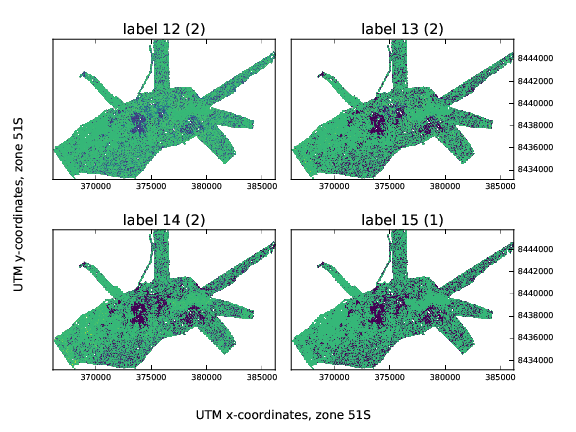 label 12 (2)
label 13 (2)
8444000
8442000
8440000
8438000
8436000
8434000
370000 375000 380000 385000
370000 375000 380000 385000
UTM y-coordinates, zone 51S
label 14 (2)
label 15 (1)
8444000
8442000
8440000
8438000
8436000
8434000
370000 375000 380000 385000
370000 375000 380000 385000
UTM x-coordinates, zone 51S